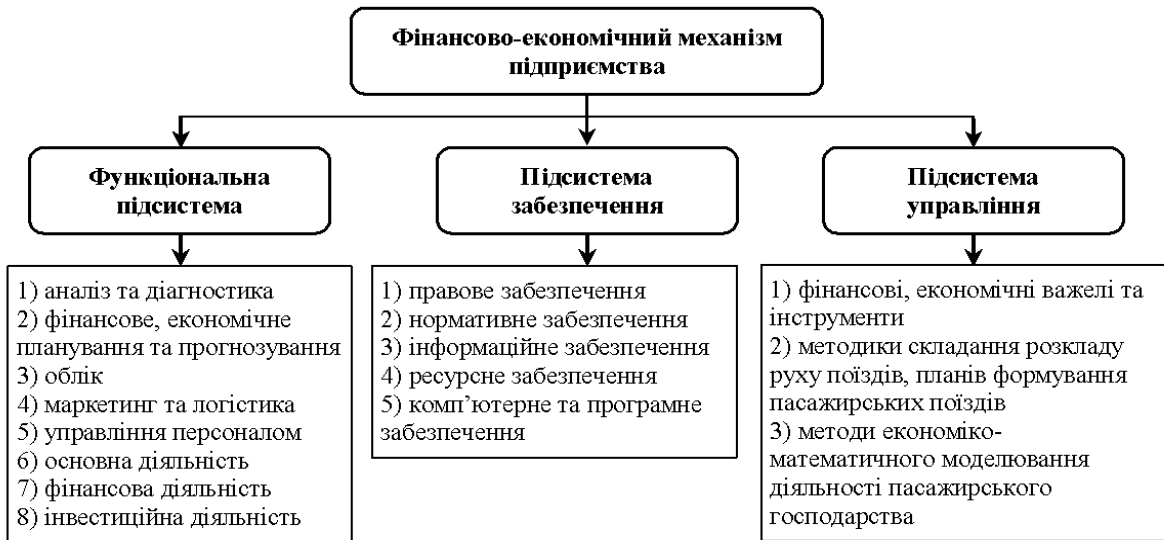 Фінансово-економічний механізм
підприємства
Функціональна
підсистема
Підсистема
забезпечення
Підсистема
управління
1) аналіз та діагностика
2) фінансове, економічне
планування та прогнозування
3) облік
4) маркетинг та логістика
5) управління персоналом
6) основна діяльність
7) фінансова діяльність
8) інвестиційна діяльність
1) правове забезпечення
2) нормативне забезпечення
3) інформаційне забезпечення
4) ресурсне забезпечення
5) комп’ютерне та програмне
забезпечення
1) фінансові, економічні важелі та
інструменти
2) методики складання розкладу
руху поїздів, планів формування
пасажирських поїздів
3) методи економіко-
математичного моделювання
діяльності пасажирського
господарства